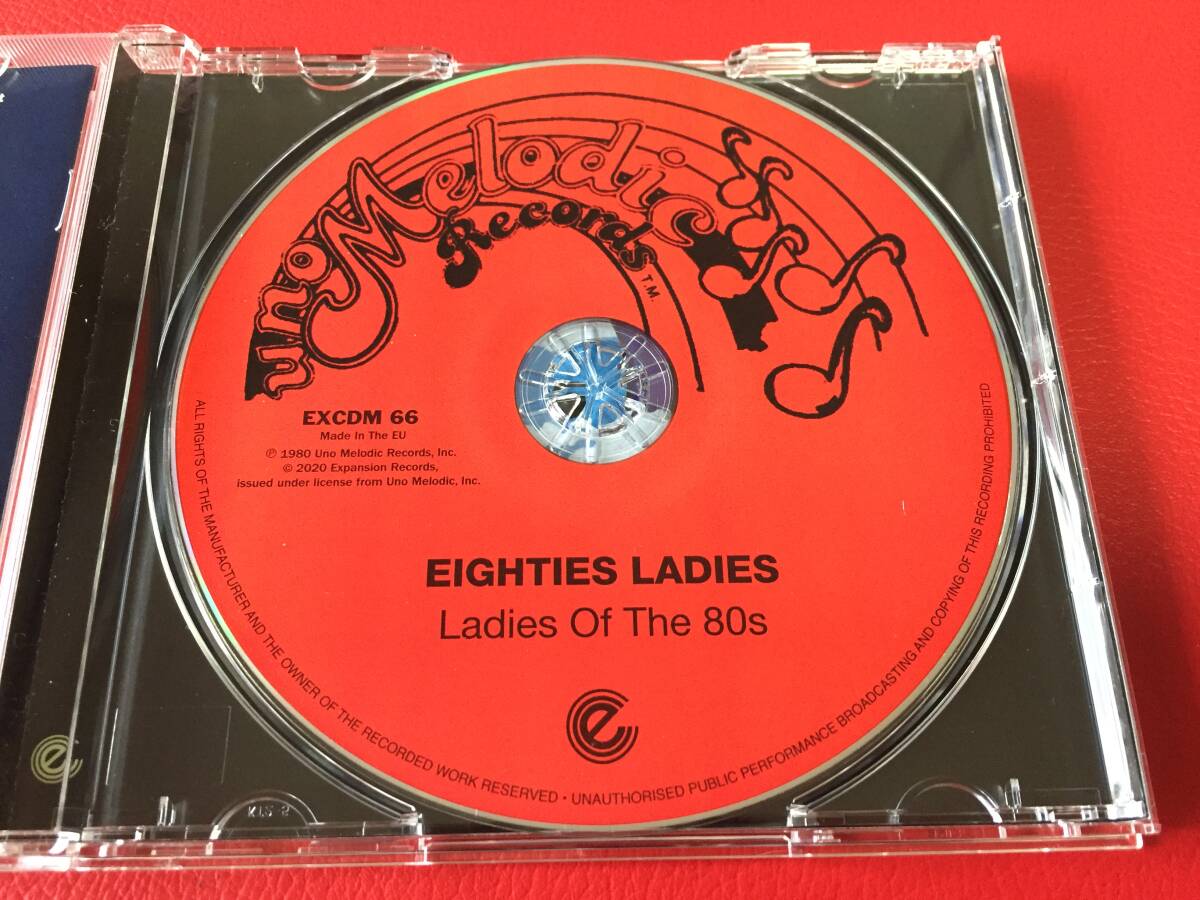 uno Melodic
Records T.M.
EXCDM 66
Made In The EU
℗ 1980 Uno Melodic Records, Inc.
© 2020 Expansion Records,
issued under license from Uno Melodic, Inc.
EIGHTIES LADIES
Ladies Of The 80s
e
ALL RIGHTS OF THE MANUFACTURER AND THE OWNER OF THE RECORDED WORK RESERVED • UNAUTHORISED PUBLIC PERFORMANCE BROADCASTING AND COPYING OF THIS RECORDING PROHIBITED
e